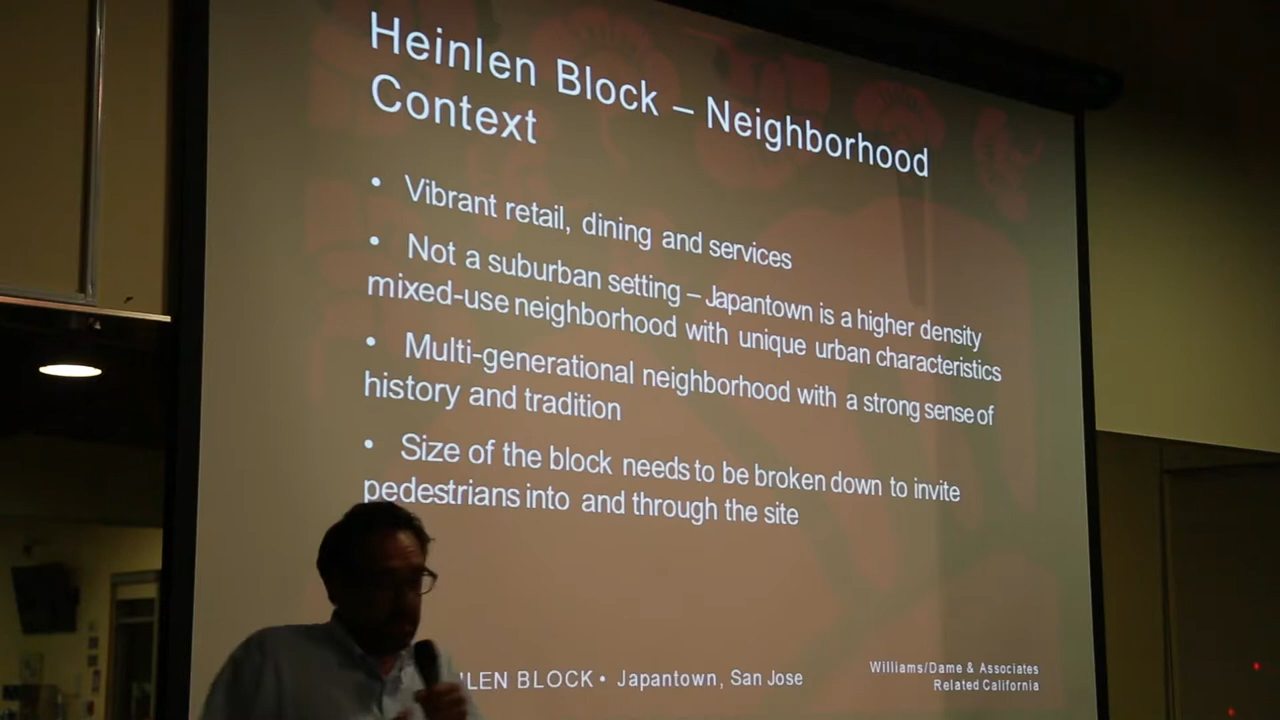 Heinlen Block – Neighborhood
Context
• Vibrant retail, dining and services
• Not a suburban setting – Japantown is a higher density
mixed-use neighborhood with unique urban characteristics
• Multi-generational neighborhood with a strong sense of
history and tradition
• Size of the block needs to be broken down to invite
pedestrians into and through the site
LEN BLOCK • Japantown, San Jose
Williams/Dame & Associates
Related California